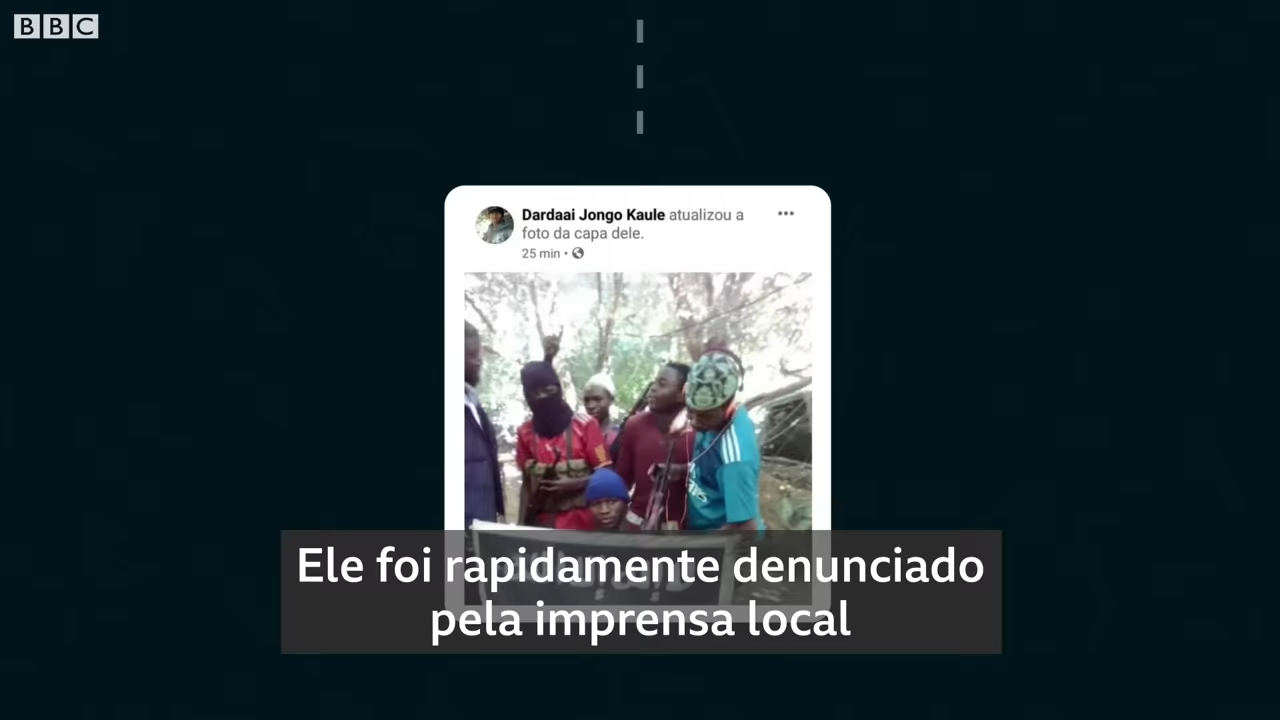 BBC
Dardaai Jongo Kaule atualizou a
foto da capa dele.
25 min •
Ele foi rapidamente denunciado
pela imprensa local